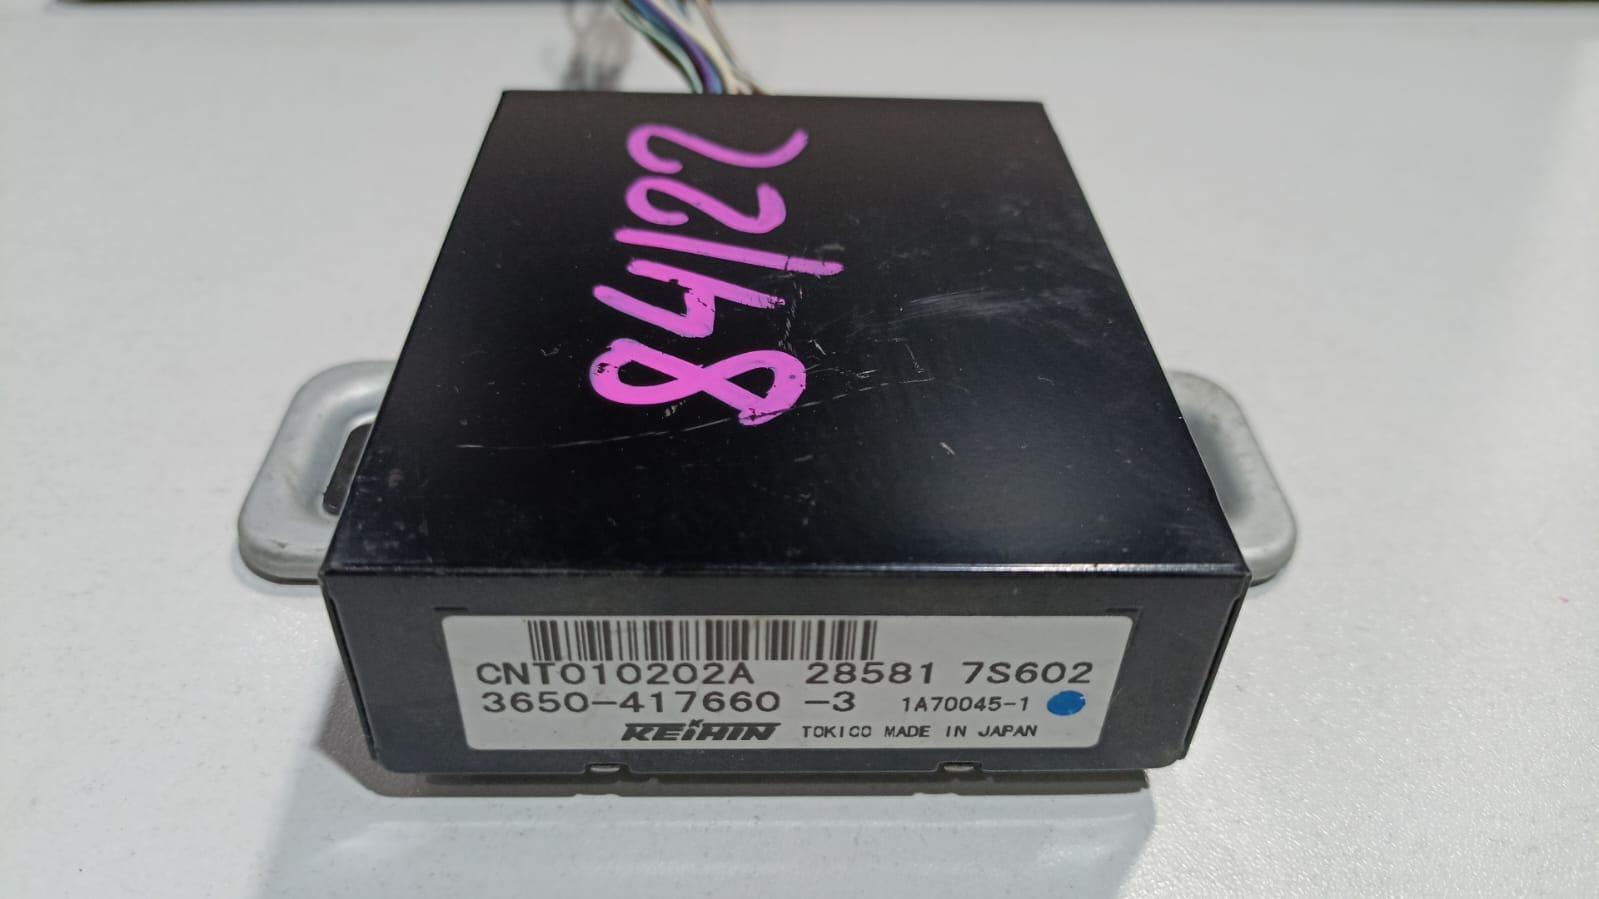 84122
CNT010202A 28581 7S602
3650-417660 -3 1A70045-1
KEIHIN TOKICO MADE IN JAPAN